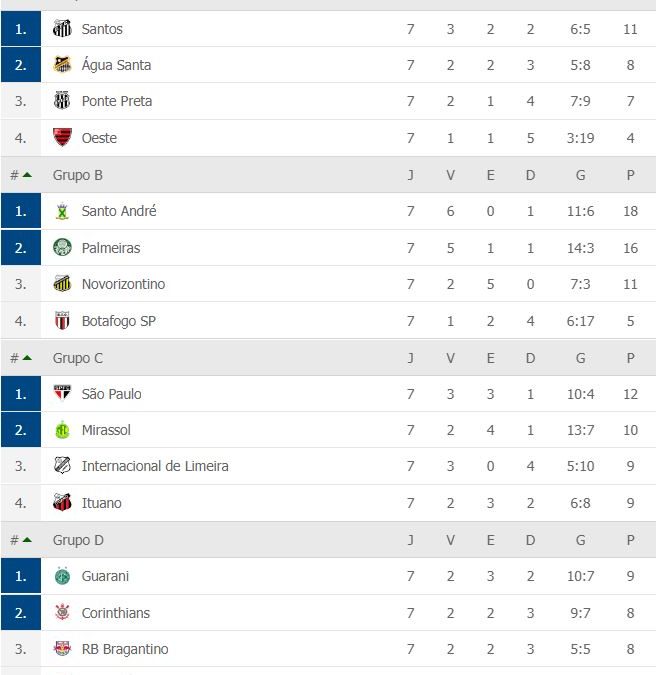 1. Santos 7 3 2 2 6:5 11
2. Água Santa 7 2 2 3 5:8 8
3. Ponte Preta 7 2 1 4 7:9 7
4. Oeste 7 1 1 5 3:19 4
# Grupo B J V E D G P
1. Santo André 7 6 0 1 11:6 18
2. Palmeiras 7 5 1 1 14:3 16
3. Novorizontino 7 2 5 0 7:3 11
4. Botafogo SP 7 1 2 4 6:17 5
# Grupo C J V E D G P
1. São Paulo 7 3 3 1 10:4 12
2. Mirassol 7 2 4 1 13:7 10
3. Internacional de Limeira 7 3 0 4 5:10 9
4. Ituano 7 2 3 2 6:8 9
# Grupo D J V E D G P
1. Guarani 7 2 3 2 10:7 9
2. Corinthians 7 2 2 3 9:7 8
3. RB Bragantino 7 2 2 3 5:5 8